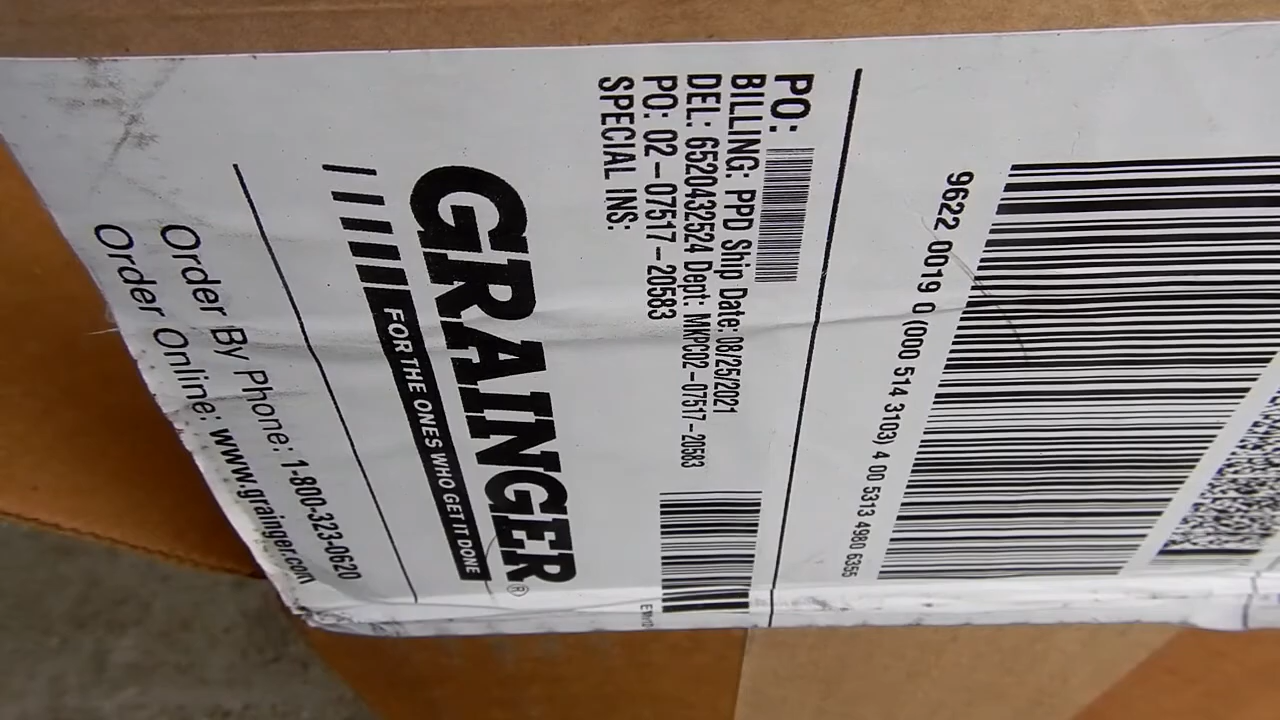 9622 0019 0 (000 514 3103) 4 00 5313 4980 6355
PO:
BILLING: PPD Ship Date: 08/25/2021
DEL: 6520432524 Dept: MKPC02-07517-20583
PO: 02-07517-20583
SPECIAL INS:
GRAINGER®
FOR THE ONES WHO GET IT DONE
Order By Phone: 1-800-323-0620
Order Online: www.grainger.com